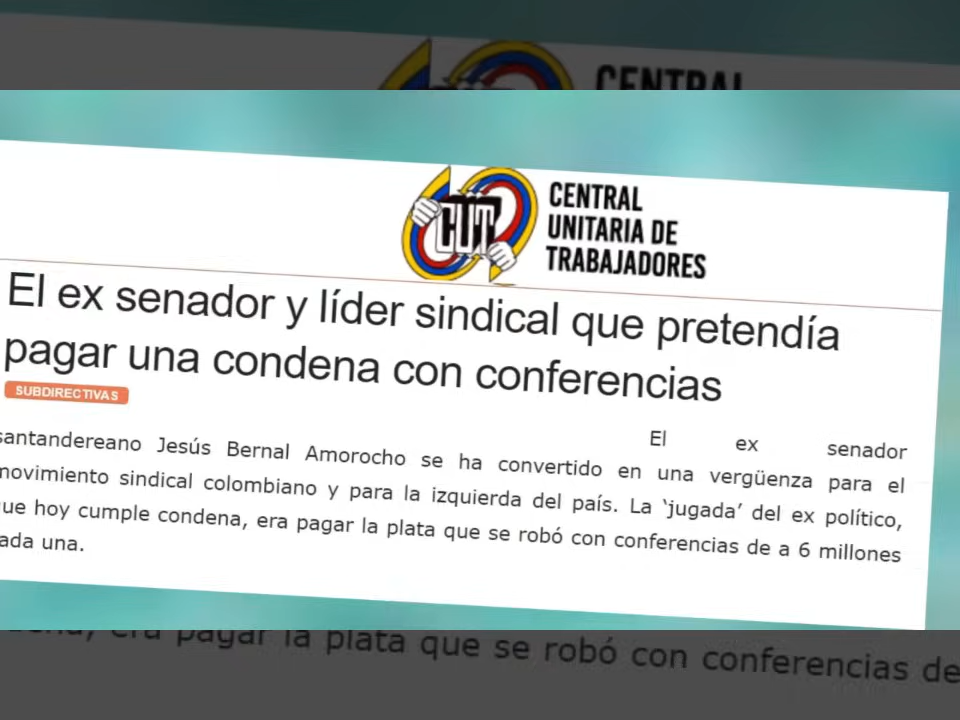 CENTRAL
CUT
CENTRAL
UNITARIA DE
TRABAJADORES
El ex senador y líder sindical que pretendía
pagar una condena con conferencias
SUBDIRECTIVAS
El ex senador
santandereano Jesús Bernal Amorocho se ha convertido en una vergüenza para el
movimiento sindical colombiano y para la izquierda del país. La ‘jugada’ del ex político,
que hoy cumple condena, era pagar la plata que se robó con conferencias de a 6 millones
ada una.
era pagar la plata que se robó con conferencias de